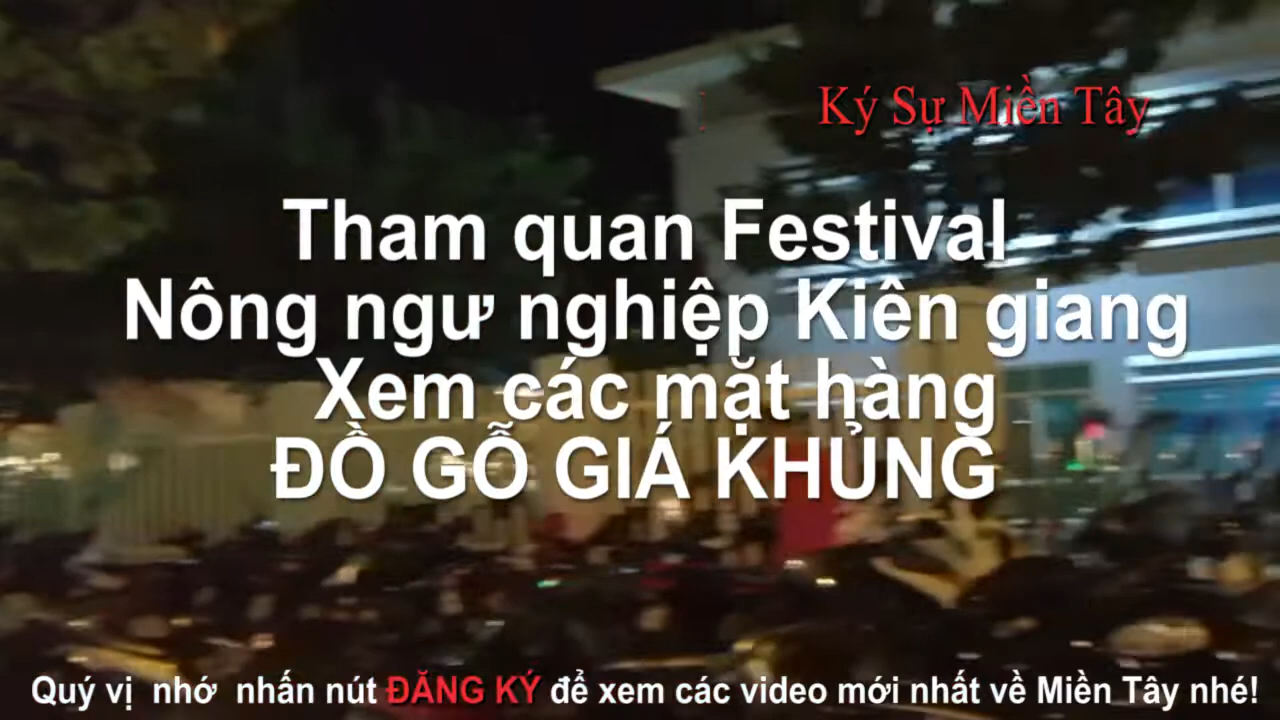 Ký Sự Miền Tây
Tham quan Festival
Nông ngư nghiệp Kiên giang
Xem các mặt hàng
ĐỒ GỖ GIÁ KHỦNG
Quý vị nhớ nhấn nút ĐĂNG KÝ để xem các video mới nhất về Miền Tây nhé!